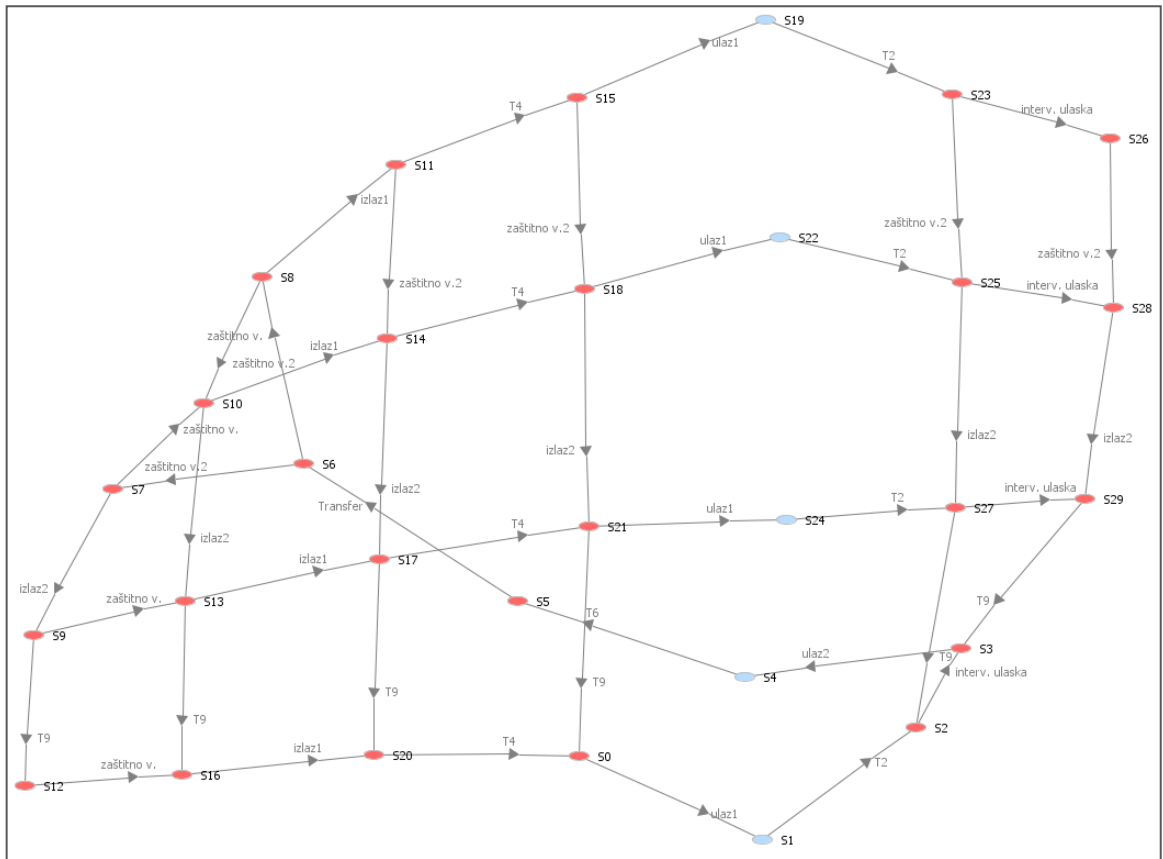 S19
ulaz1
T2
S15
S23
T4
interv. ulaska
S26
S11
izlaz1
zaštitno v.2
zaštitno v.2
S22
ulaz1
zaštitno v.2
T2
S8
S25
zaštitno v.2
interv. ulaska
S18
T4
S28
zaštitno v.
S14
izlaz1
zaštitno v.2
S10
zaštitno v.
izlaz2
izlaz2
izlaz2
S6
zaštitno v.2
S7
izlaz2
interv. ulaska
S29
T2
Transfer
ulaz1
S27
S24
T4
S21
izlaz2
izlaz1
S17
izlaz2
zaštitno v.
S13
S5
T9
T6
S9
S3
ulaz2
T9
interv. ulaska
S4
T9
T9
T9
S2
T9
T4
izlaz1
S20
S0
zaštitno v.
T2
S16
S12
ulaz1
S1